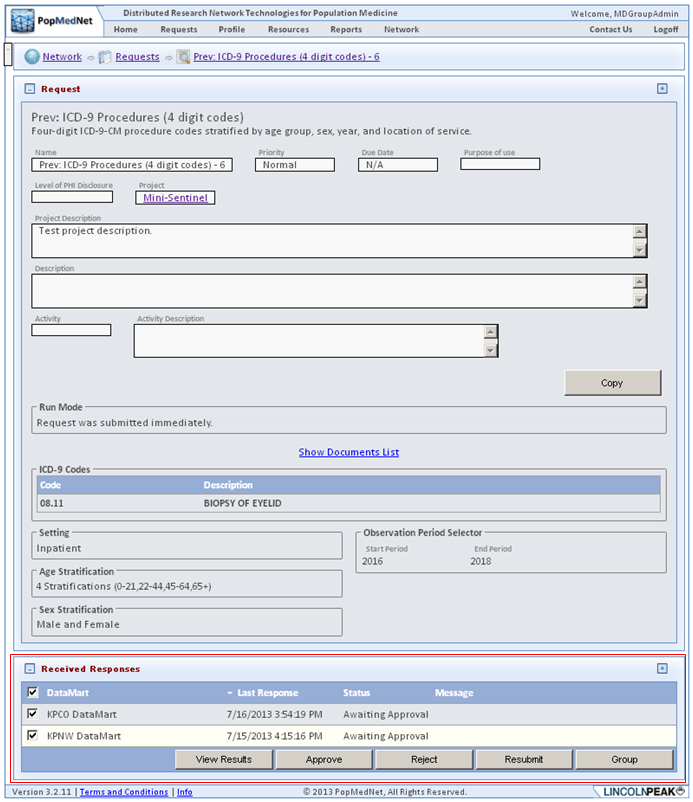 PopMedNet
Distributed Research Network Technologies for Population Medicine
Welcome, MDGroupAdmin
Home Requests Profile Resources Reports Network Contact Us Logoff
Network Requests Prev: ICD-9 Procedures (4 digit codes) - 6
Request
Prev: ICD-9 Procedures (4 digit codes)
Four-digit ICD-9-CM procedure codes stratified by age group, sex, year, and location of service.
Name Priority Due Date Purpose of use
Prev: ICD-9 Procedures (4 digit codes) - 6 Normal N/A
Level of PHI Disclosure Project
Mini-Sentinel
Project Description
Test project description.
Description
Activity Activity Description
Copy
Run Mode
Request was submitted immediately.
Show Documents List
ICD-9 Codes
Code Description
08.11 BIOPSY OF EYELID
Setting
Inpatient
Observation Period Selector
Start Period End Period
2016 2018
Age Stratification
4 Stratifications (0-21,22-44,45-64,65+)
Sex Stratification
Male and Female
Received Responses
DataMart Last Response Status Message
KPCO DataMart 7/16/2013 3:54:19 PM Awaiting Approval
KPNW DataMart 7/15/2013 4:15:16 PM Awaiting Approval
View Results Approve Reject Resubmit Group
Version 3.2.11 | Terms and Conditions | Info © 2013 PopMedNet, All Rights Reserved. LINCOLNPEAK